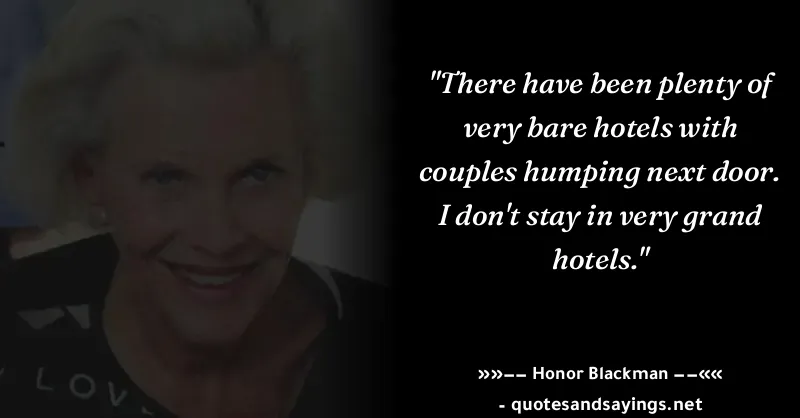 "There have been plenty of
very bare hotels with
couples humping next door.
I don't stay in very grand
hotels."
»»−− Honor Blackman −−««
- quotesandsayings.net
LOV